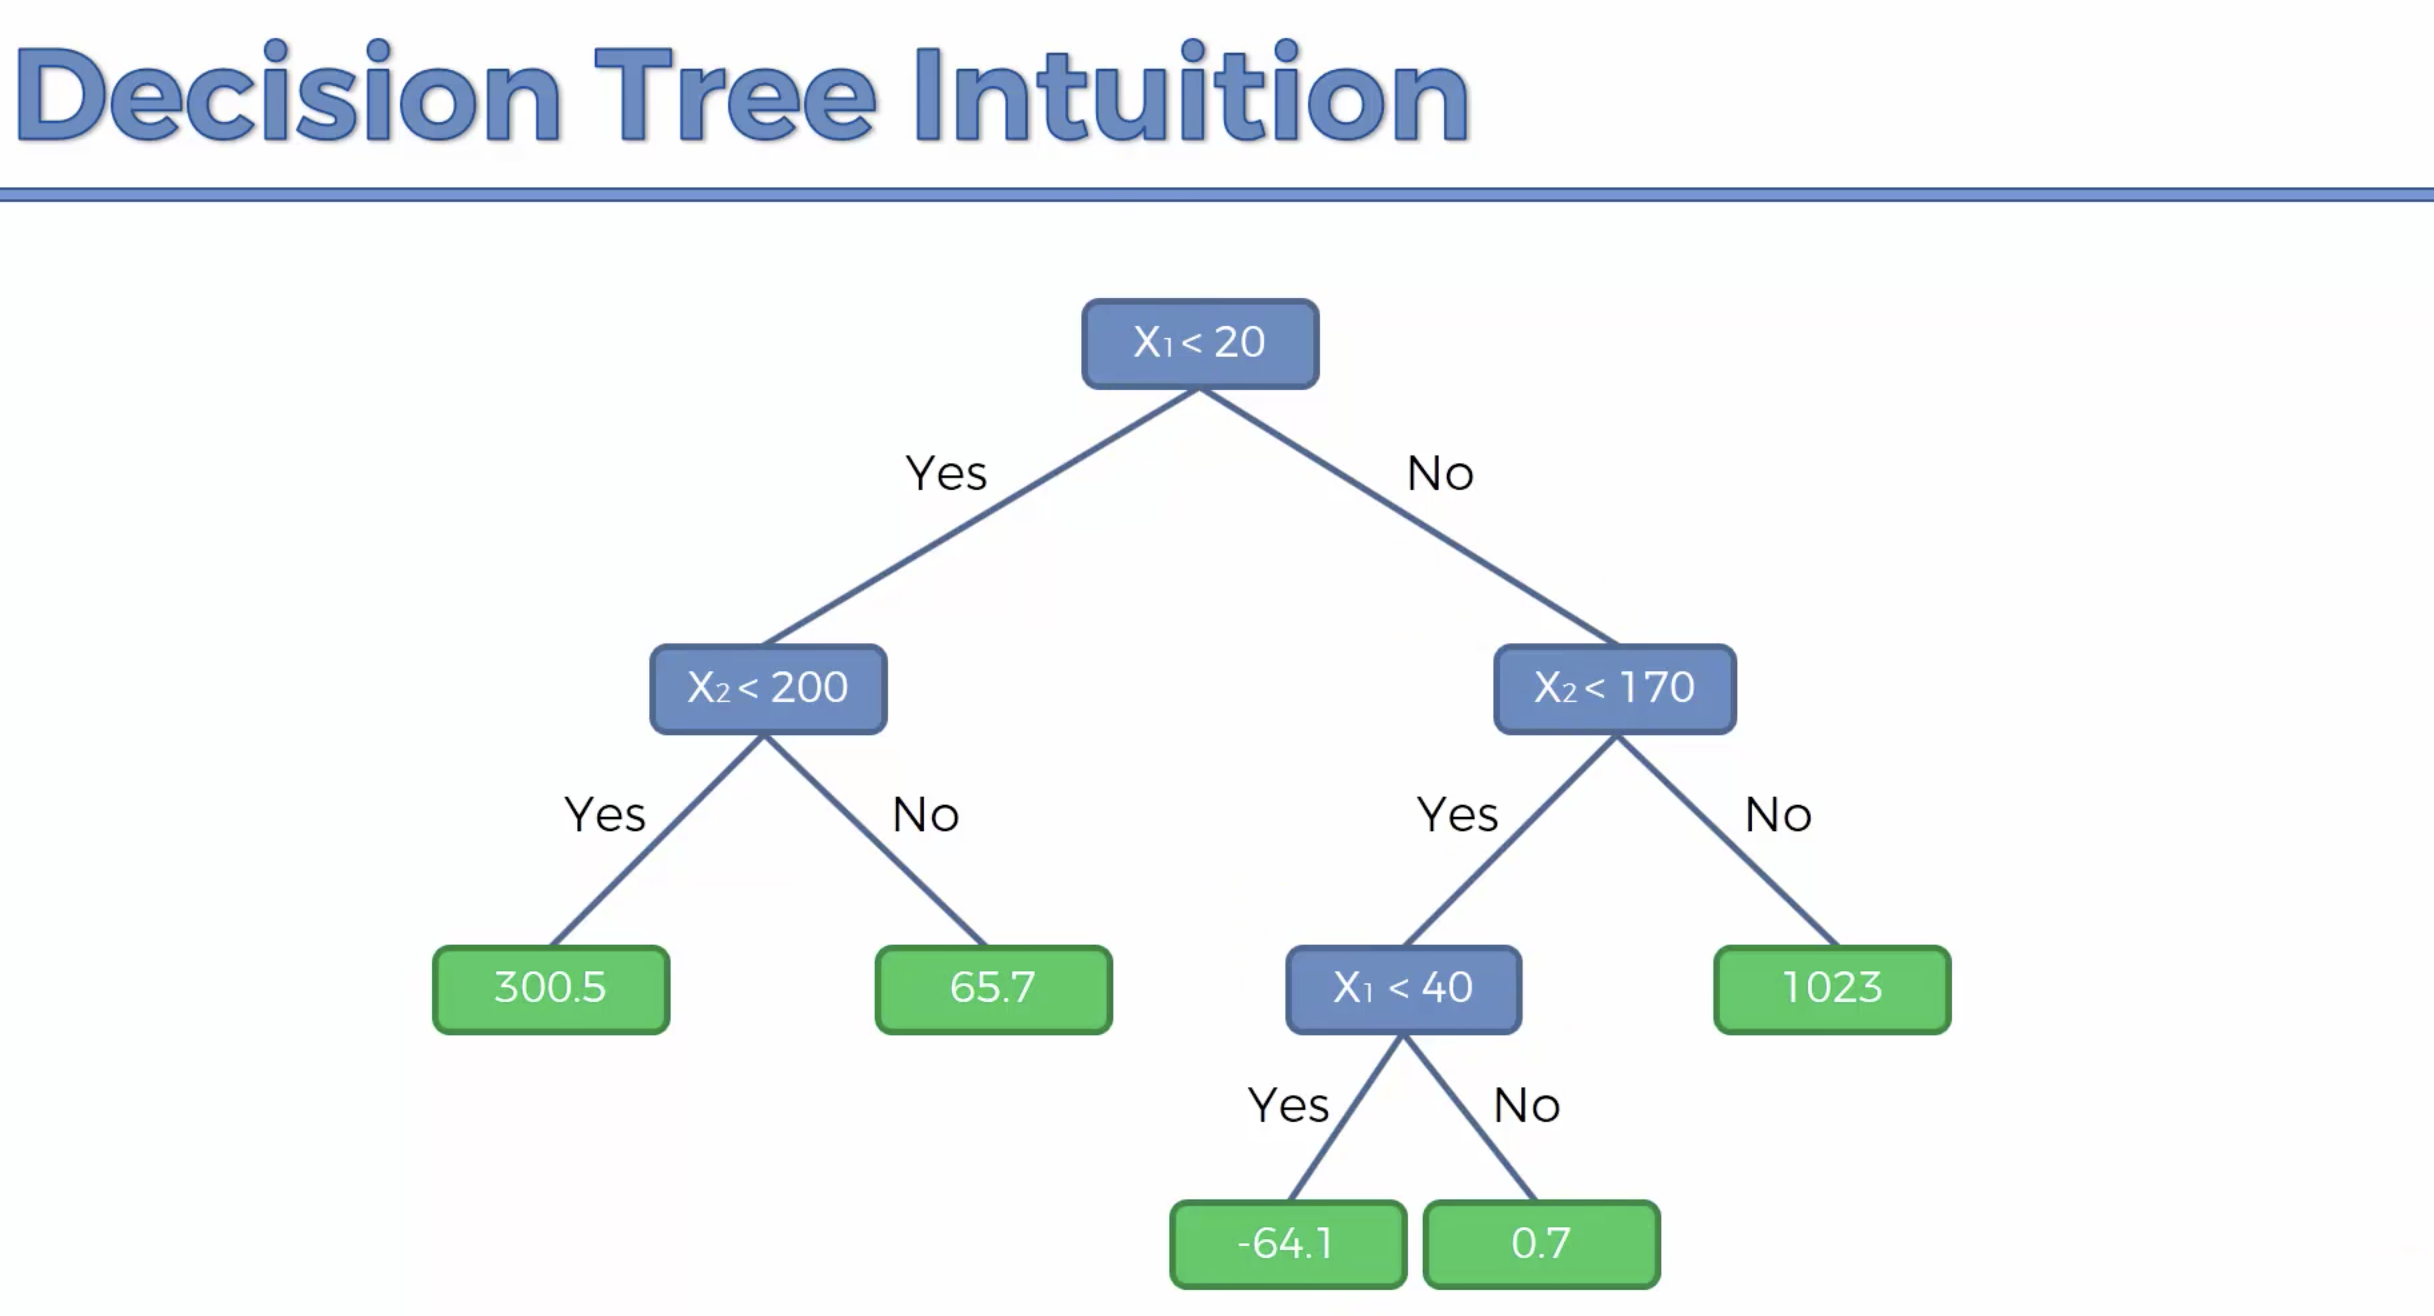 Decision Tree Intuition
X₁ < 20
Yes
No
X₂ < 200
X₂ < 170
Yes
No
Yes
No
300.5
65.7
X₁ < 40
1023
Yes
No
-64.1
0.7